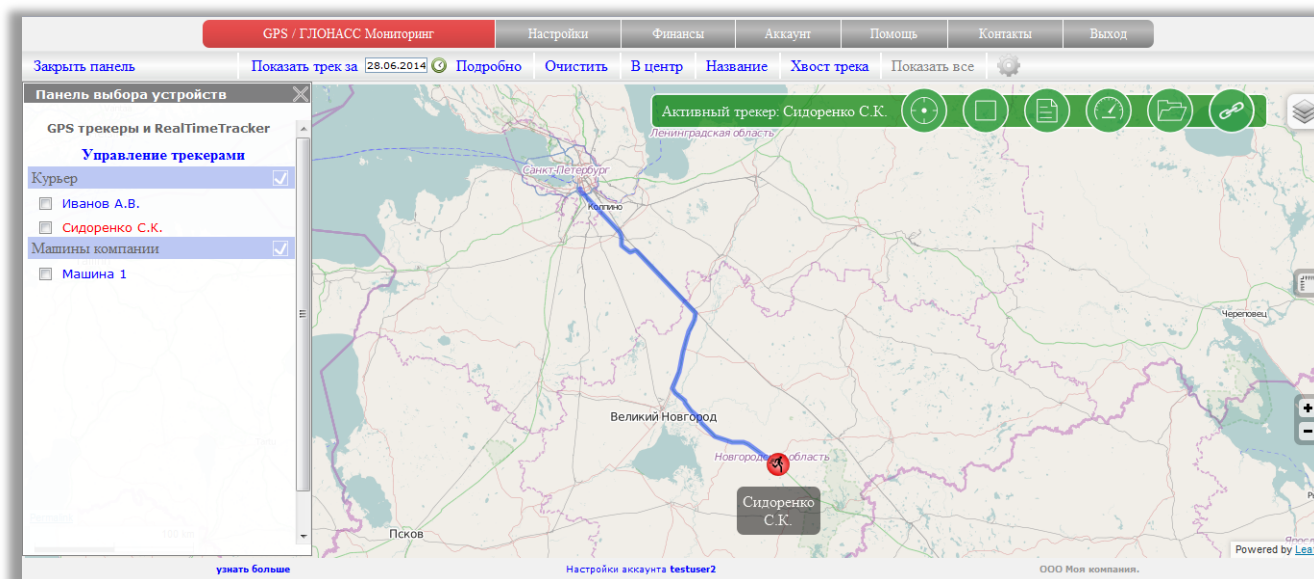 GPS / ГЛОНАСС Мониторинг Настройки Финансы Аккаунт Помощь Контакты Выход
Закрыть панель Показать трек за 28.06.2014 Подробно Очистить В центр Название Хвост трека Показать все
Панель выбора устройств
GPS трекеры и RealTimeTracker
Управление трекерами
Курьер
Иванов А.В.
Сидоренко С.К.
Машины компании
Машина 1
Активный трекер: Сидоренко С.К.
Ленинградская область
Санкт-Петербург
Колпино
Череповец
Великий Новгород
Новгородская область
Сидоренко
С.К.
Псков
Powered by Lea
узнать больше Настройки аккаунта testuser2 ООО Моя компания.